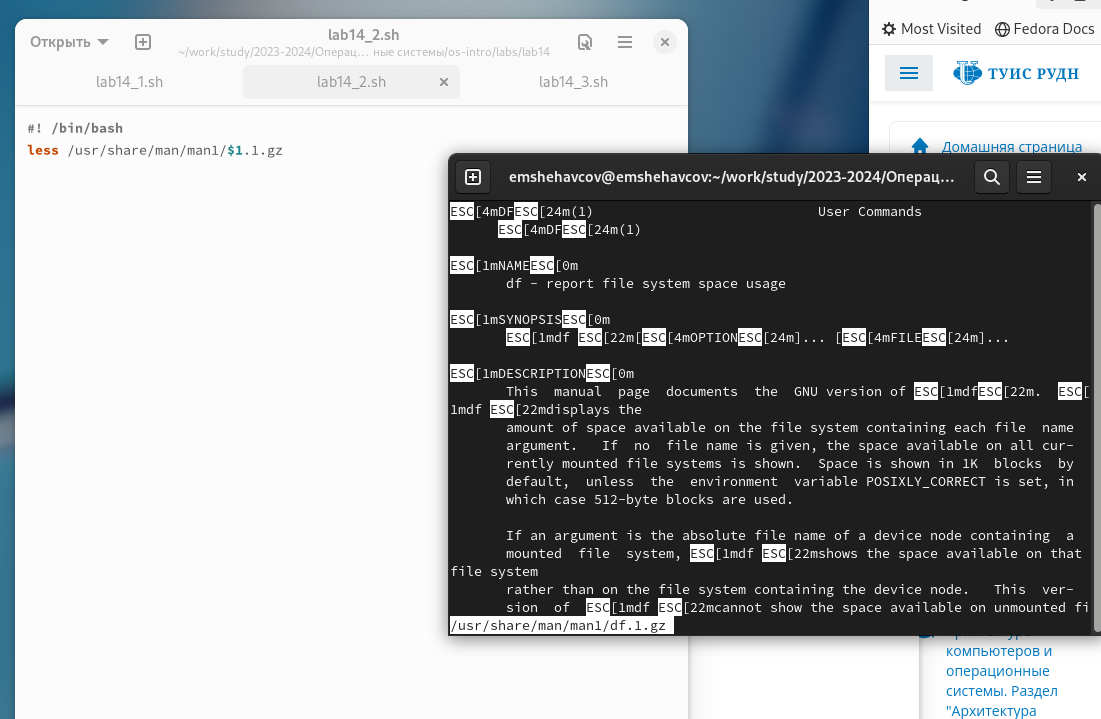 Открыть
lab14_2.sh
~/work/study/2023-2024/Операц… ные системы/os-intro/labs/lab14
lab14_1.sh
lab14_2.sh
lab14_3.sh
#! /bin/bash
less /usr/share/man/man1/$1.1.gz
Most Visited
Fedora Docs
ТУИС РУДН
Домашняя страница
emshehavcov@emshehavcov:~/work/study/2023-2024/Операц…
ESC[4mDFESC[24m(1) User Commands
ESC[4mDFESC[24m(1)
ESC[1mNAMEESC[0m
df - report file system space usage
ESC[1mSYNOPSISESC[0m
ESC[1mdf ESC[22m[ESC[4mOPTIONESC[24m]... [ESC[4mFILEESC[24m]...
ESC[1mDESCRIPTIONESC[0m
This manual page documents the GNU version of ESC[1mdfESC[22m. ESC[
1mdf ESC[22mdisplays the
amount of space available on the file system containing each file name
argument. If no file name is given, the space available on all cur-
rently mounted file systems is shown. Space is shown in 1K blocks by
default, unless the environment variable POSIXLY_CORRECT is set, in
which case 512-byte blocks are used.
If an argument is the absolute file name of a device node containing a
mounted file system, ESC[1mdf ESC[22mshows the space available on that
file system
rather than on the file system containing the device node. This ver-
sion of ESC[1mdf ESC[22mcannot show the space available on unmounted fi
/usr/share/man/man1/df.1.gz
компьютеров и
операционные
системы. Раздел
"Архитектура